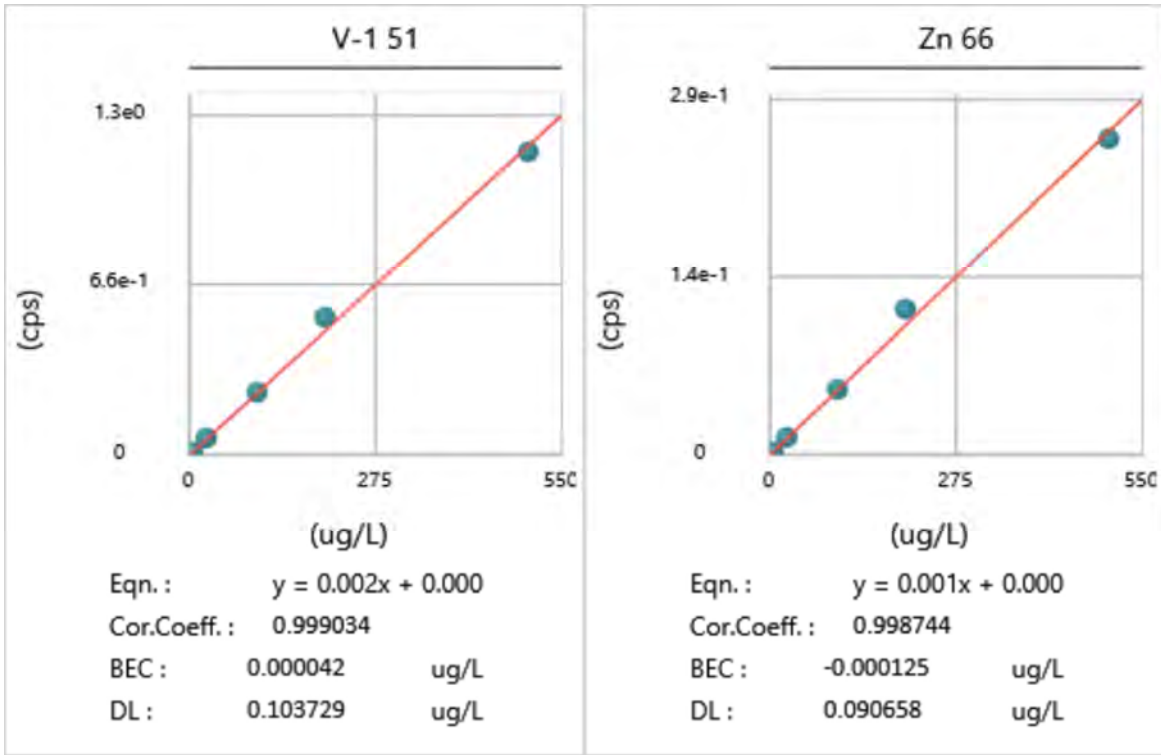 V-1 51
1.3e0
6.6e-1
0
(cps)
0 275 550
(ug/L)
Eqn. : y = 0.002x + 0.000
Cor.Coeff. : 0.999034
BEC : 0.000042 ug/L
DL : 0.103729 ug/L
Zn 66
2.9e-1
1.4e-1
0
(cps)
0 275 550
(ug/L)
Eqn. : y = 0.001x + 0.000
Cor.Coeff. : 0.998744
BEC : -0.000125 ug/L
DL : 0.090658 ug/L